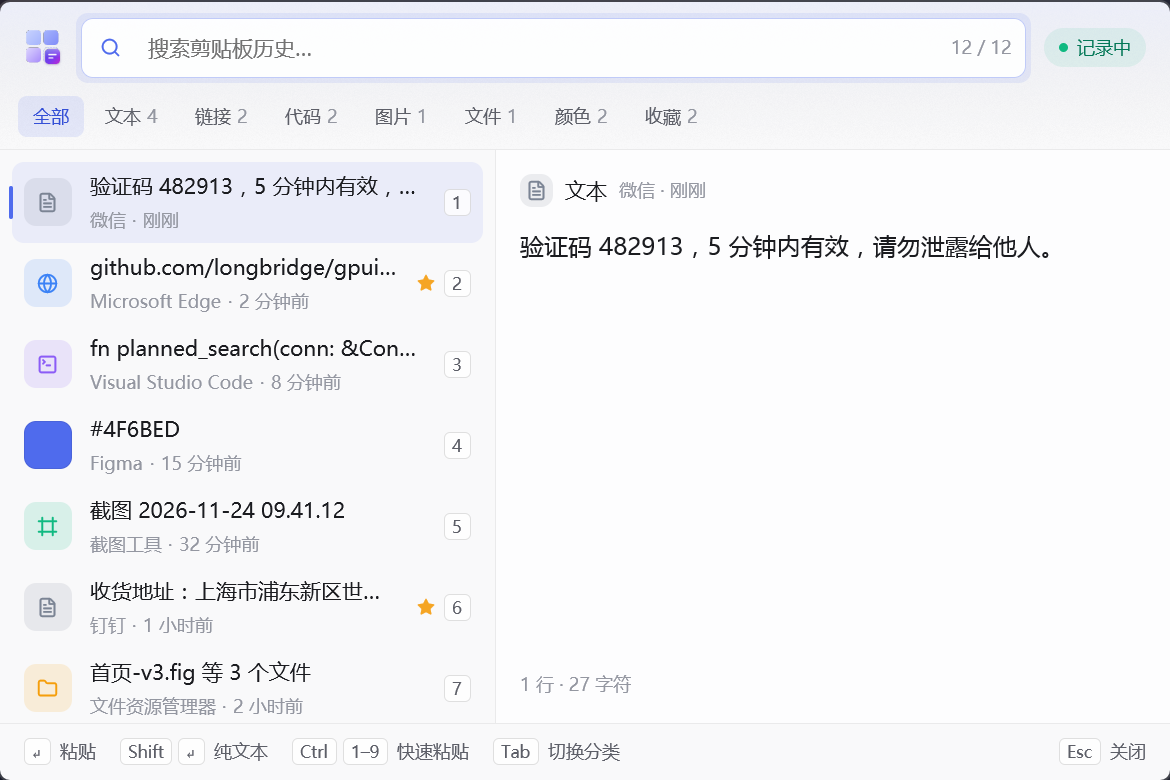 搜索剪贴板历史... 12 / 12 记录中
全部 文本 4 链接 2 代码 2 图片 1 文件 1 颜色 2 收藏 2
验证码 482913，5 分钟内有效，...
微信 · 刚刚
1
github.com/longbridge/gpui...
Microsoft Edge · 2 分钟前
2
fn planned_search(conn: &Con...
Visual Studio Code · 8 分钟前
3
#4F6BED
Figma · 15 分钟前
4
截图 2026-11-24 09.41.12
截图工具 · 32 分钟前
5
收货地址：上海市浦东新区世...
钉钉 · 1 小时前
6
首页-v3.fig 等 3 个文件
文件资源管理器 · 2 小时前
7
文本 微信 · 刚刚
验证码 482913，5 分钟内有效，请勿泄露给他人。
1 行 · 27 字符
↵ 粘贴 Shift ↵ 纯文本 Ctrl 1–9 快速粘贴 Tab 切换分类 Esc 关闭